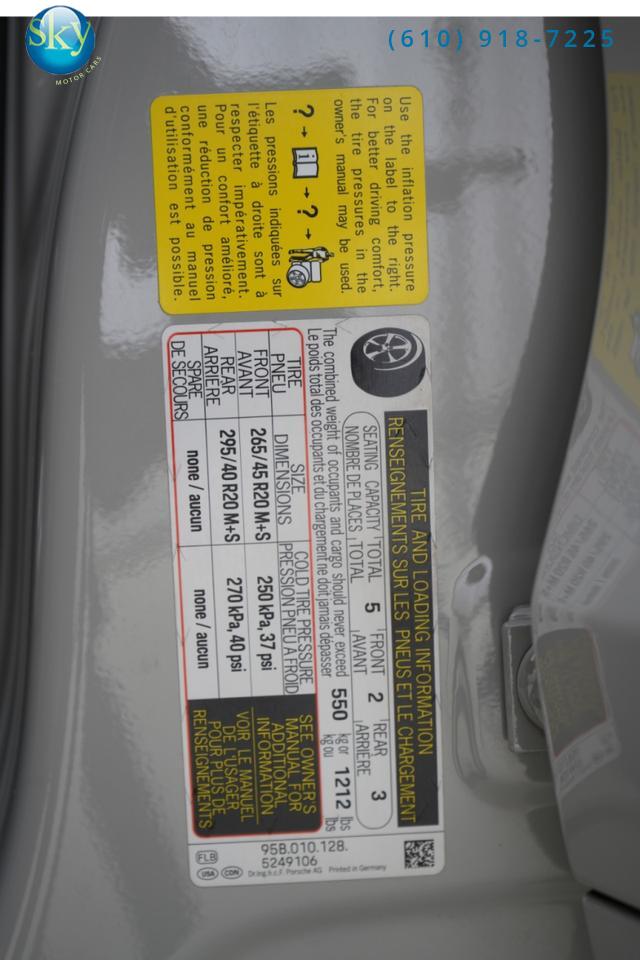 Sky
MOTOR CARS
(610) 918-7225
Use the inflation pressure
on the label to the right.
For better driving comfort,
the tire pressures in the
owner's manual may be used.
? → i → ? →
Les pressions indiquées sur
l'étiquette à droite sont à
respecter impérativement.
Pour un confort amélioré,
une réduction de pression
conformément au manuel
d'utilisation est possible.
TIRE AND LOADING INFORMATION
RENSEIGNEMENTS SUR LES PNEUS ET LE CHARGEMENT
SEATING CAPACITY TOTAL 5 FRONT 2 REAR 3
NOMBRE DE PLACES TOTAL AVANT ARRIÈRE
The combined weight of occupants and cargo should never exceed 550 kg or 1212 lbs
Le poids total des occupants et du chargement ne doit jamais dépasser kg ou lbs
TIRE SIZE COLD TIRE PRESSURE
PNEU DIMENSIONS PRESSION PNEU A FROID
FRONT 265/45 R20 M+S 250 kPa, 37 psi
AVANT
REAR 295/40 R20 M+S 270 kPa, 40 psi
ARRIÈRE
SPARE none / aucun none / aucun
DE SECOURS
SEE OWNER'S
MANUAL FOR
ADDITIONAL
INFORMATION
VOIR LE MANUEL
DE L'USAGER
POUR PLUS DE
RENSEIGNEMENTS
95B.010.128.
5249106
Dr.Ing.h.c.F. Porsche AG Printed in Germany
FLB
USA CDN